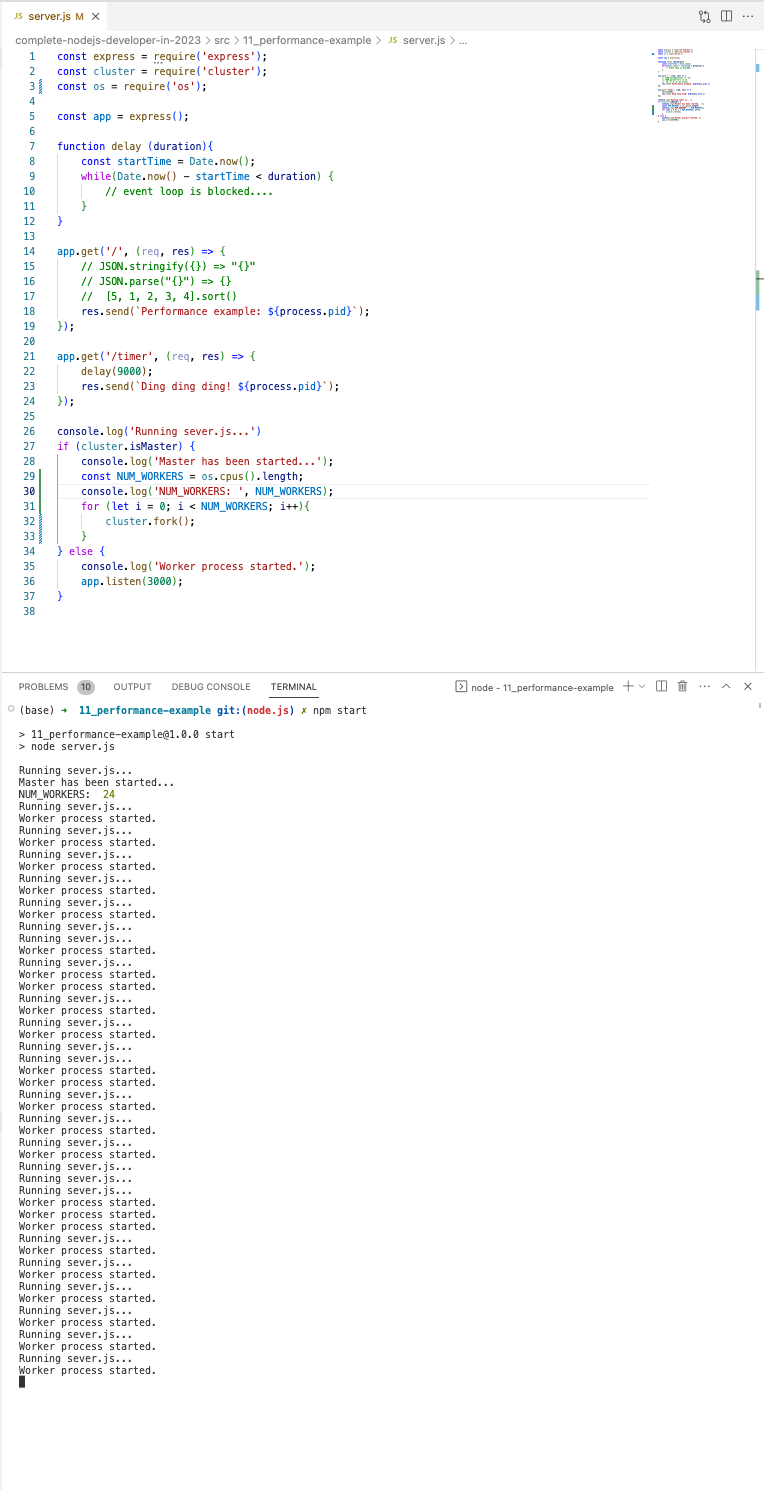 JS server.js M ×
complete-nodejs-developer-in-2023 > src > 11_performance-example > JS server.js > ...
1 const express = require('express');
2 const cluster = require('cluster');
3 const os = require('os');
4
5 const app = express();
6
7 function delay (duration){
8 const startTime = Date.now();
9 while(Date.now() - startTime < duration) {
10 // event loop is blocked....
11 }
12 }
13
14 app.get('/', (req, res) => {
15 // JSON.stringify({}) => "{}"
16 // JSON.parse("{}") => {}
17 //  [5, 1, 2, 3, 4].sort()
18 res.send(`Performance example: ${process.pid}`);
19 });
20
21 app.get('/timer', (req, res) => {
22 delay(9000);
23 res.send(`Ding ding ding! ${process.pid}`);
24 });
25
26 console.log('Running sever.js...')
27 if (cluster.isMaster) {
28 console.log('Master has been started...');
29 const NUM_WORKERS = os.cpus().length;
30 console.log('NUM_WORKERS: ', NUM_WORKERS);
31 for (let i = 0; i < NUM_WORKERS; i++){
32 cluster.fork();
33 }
34 } else {
35 console.log('Worker process started.');
36 app.listen(3000);
37 }
38
PROBLEMS 10 OUTPUT DEBUG CONSOLE TERMINAL node - 11_performance-example
(base) ➜ 11_performance-example git:(node.js) ✗ npm start
> 11_performance-example@1.0.0 start
> node server.js
Running sever.js...
Master has been started...
NUM_WORKERS:  24
Running sever.js...
Worker process started.
Running sever.js...
Worker process started.
Running sever.js...
Worker process started.
Running sever.js...
Worker process started.
Running sever.js...
Worker process started.
Running sever.js...
Running sever.js...
Worker process started.
Running sever.js...
Worker process started.
Worker process started.
Running sever.js...
Worker process started.
Running sever.js...
Worker process started.
Running sever.js...
Running sever.js...
Worker process started.
Worker process started.
Running sever.js...
Worker process started.
Running sever.js...
Worker process started.
Running sever.js...
Worker process started.
Running sever.js...
Running sever.js...
Running sever.js...
Worker process started.
Worker process started.
Worker process started.
Running sever.js...
Worker process started.
Running sever.js...
Worker process started.
Running sever.js...
Worker process started.
Running sever.js...
Worker process started.
Running sever.js...
Worker process started.
Running sever.js...
Worker process started.